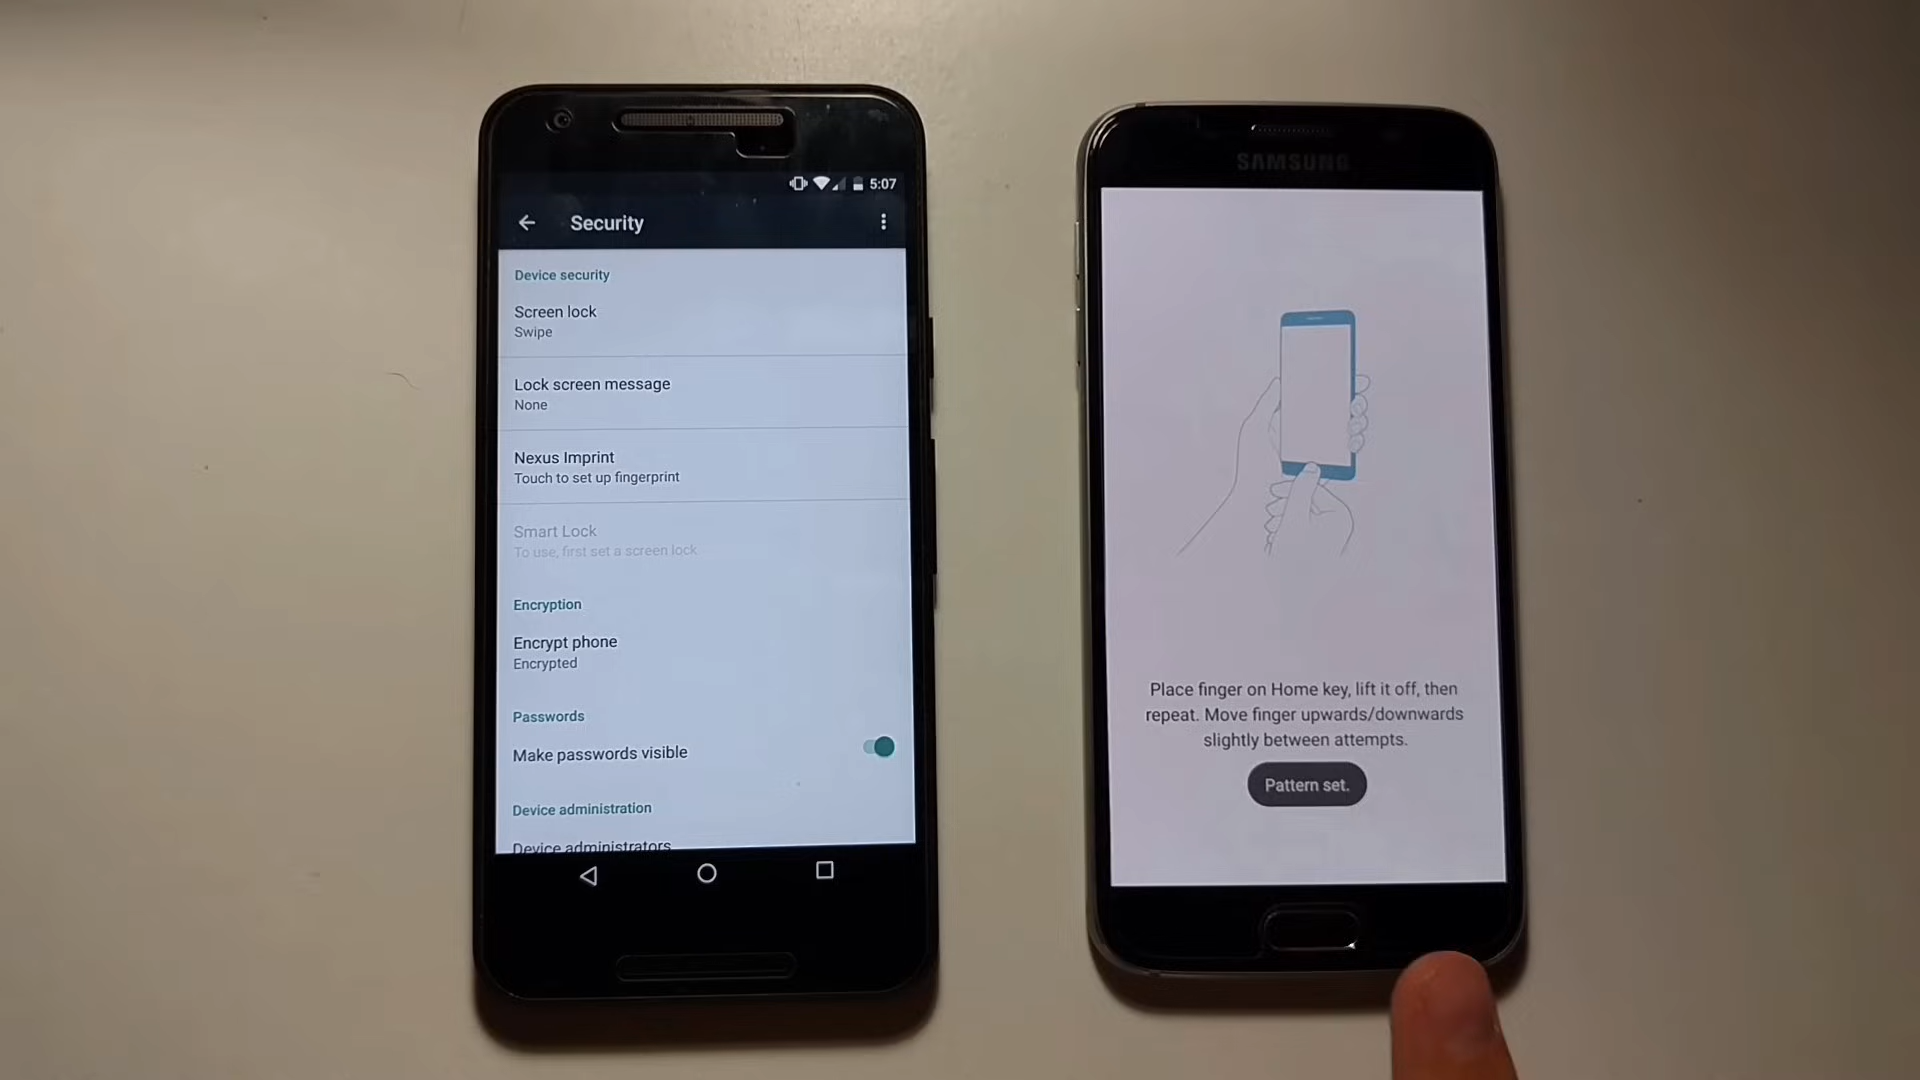 5:07
Security
Device security
Screen lock
Swipe
Lock screen message
None
Nexus Imprint
Touch to set up fingerprint
Smart Lock
To use, first set a screen lock
Encryption
Encrypt phone
Encrypted
Passwords
Make passwords visible
Device administration
Device administrators
SAMSUNG
Place finger on Home key, lift it off, then
repeat. Move finger upwards/downwards
slightly between attempts.
Pattern set.